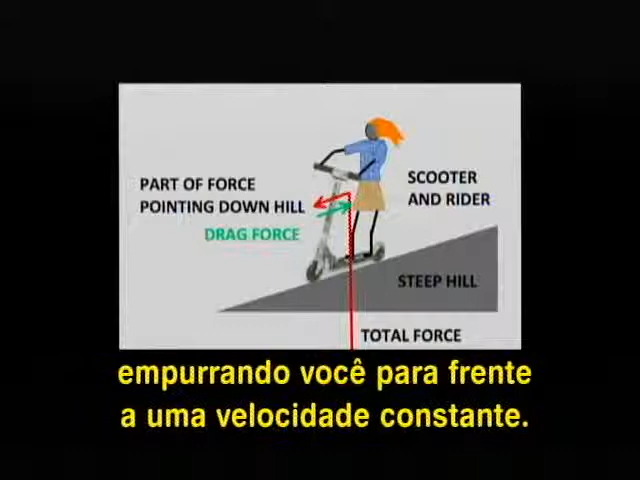 PART OF FORCE
POINTING DOWN HILL
DRAG FORCE
SCOOTER
AND RIDER
STEEP HILL
TOTAL FORCE
empurrando você para frente
a uma velocidade constante.